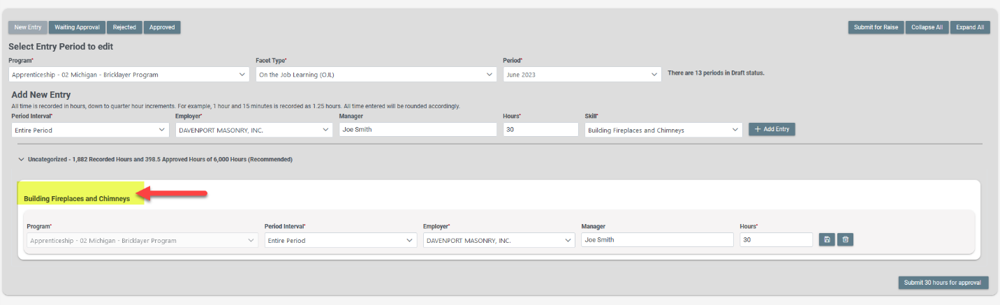 New Entry Waiting Approval Rejected Approved Submit for Raise Collapse All Expand All
Select Entry Period to edit
Program* Facet Type* Period*
Apprenticeship - 02 Michigan - Bricklayer Program On the Job Learning (OJL) June 2023 There are 13 periods in Draft status.
Add New Entry
All time is recorded in hours, down to quarter hour increments. For example, 1 hour and 15 minutes is recorded as 1.25 hours. All time entered will be rounded accordingly.
Period Interval* Employer* Manager Hours* Skill*
Entire Period DAVENPORT MASONRY, INC. Joe Smith 30 Building Fireplaces and Chimneys + Add Entry
Uncategorized - 1,882 Recorded Hours and 398.5 Approved Hours of 6,000 Hours (Recommended)
Building Fireplaces and Chimneys
Program* Period Interval* Employer* Manager Hours*
Apprenticeship - 02 Michigan - Bricklayer Program Entire Period DAVENPORT MASONRY, INC. Joe Smith 30
Submit 30 hours for approval